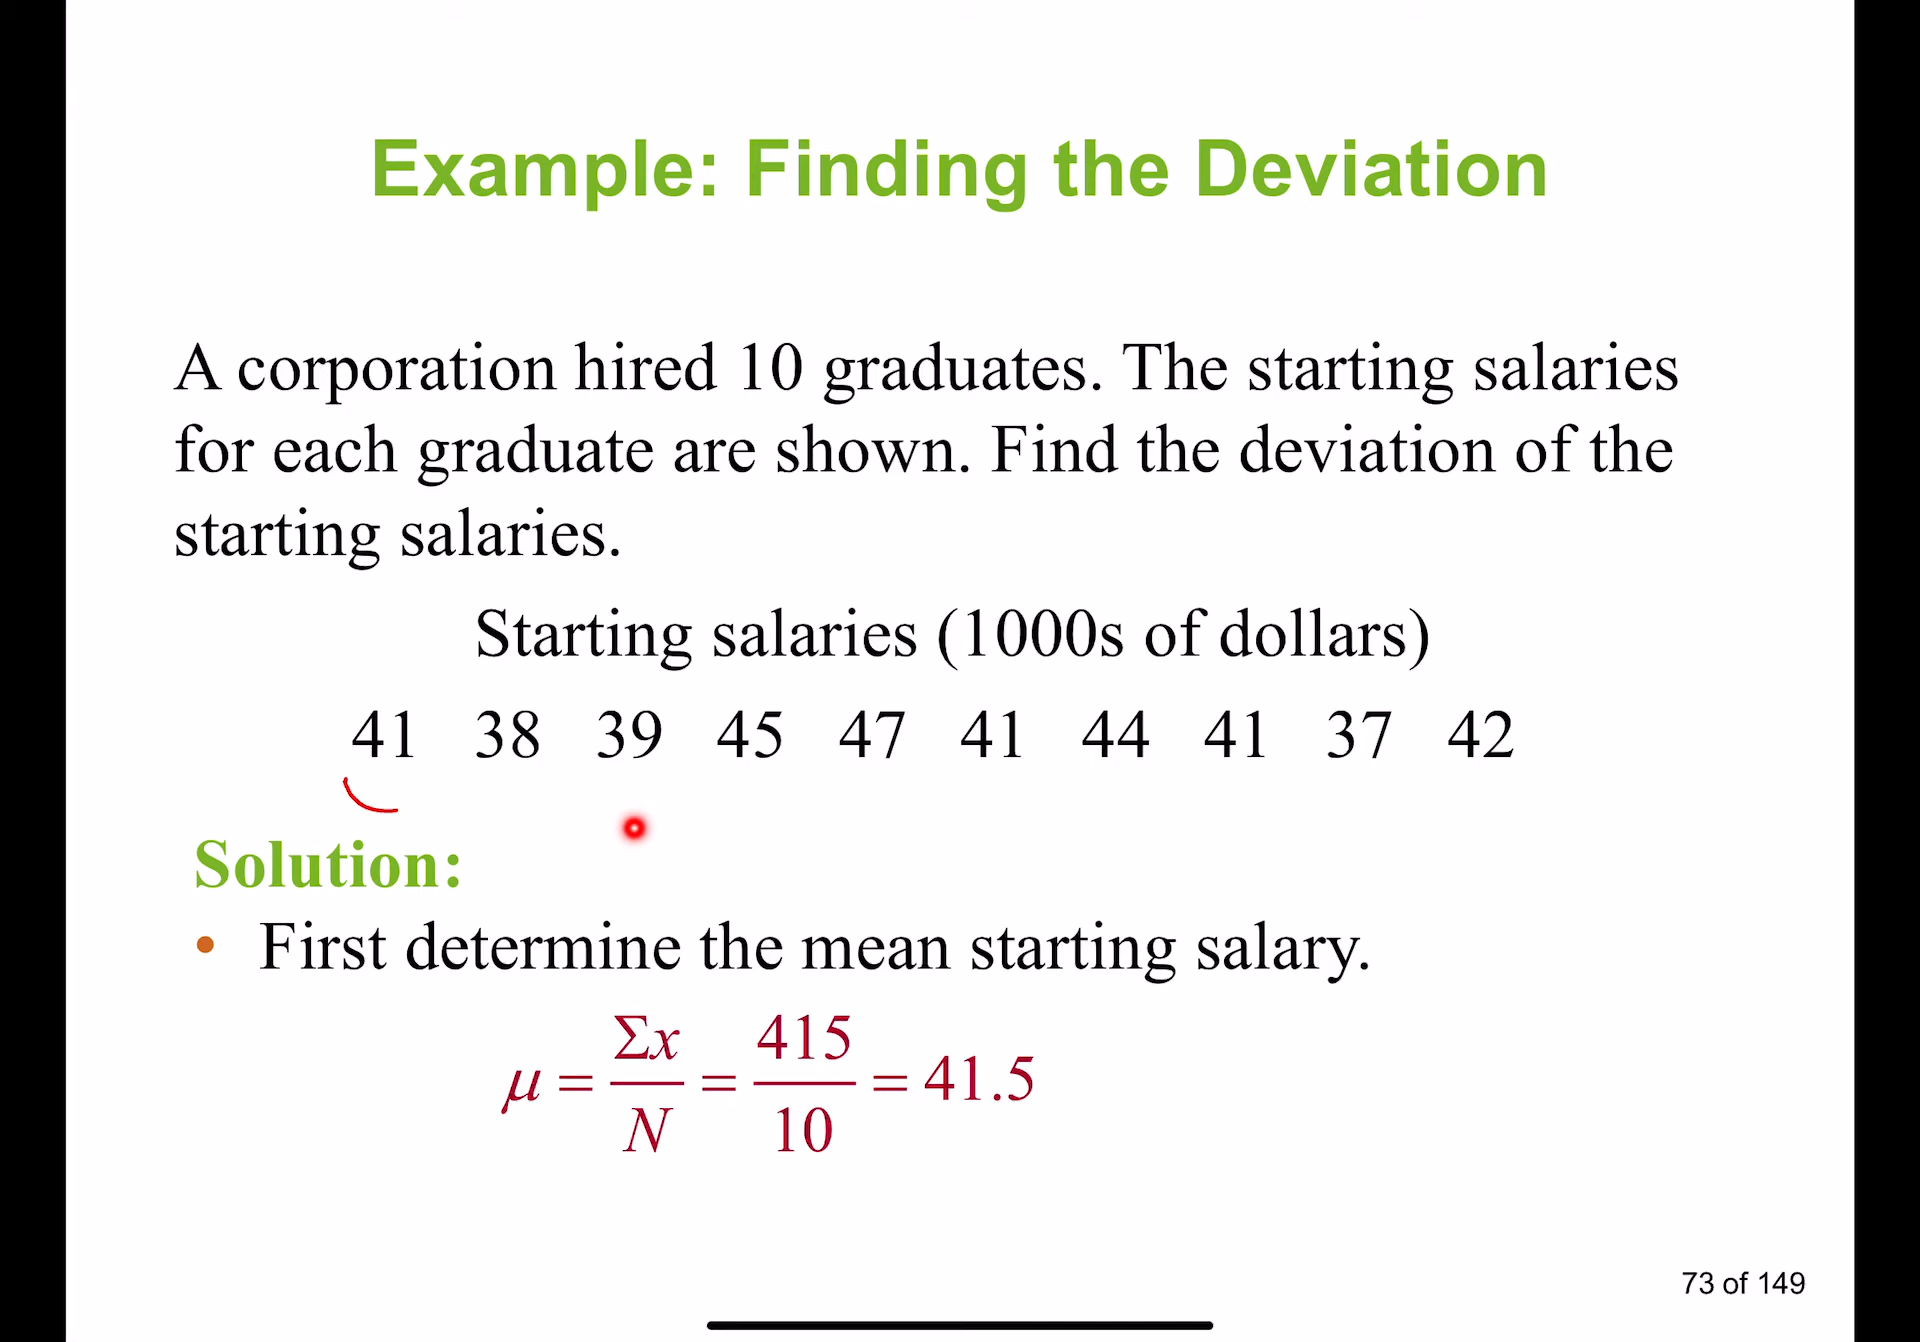 Example: Finding the Deviation
A corporation hired 10 graduates. The starting salaries
for each graduate are shown. Find the deviation of the
starting salaries.
Starting salaries (1000s of dollars)
41 38 39 45 47 41 44 41 37 42
Solution:
• First determine the mean starting salary.
μ = Σx/N = 415/10 = 41.5
73 of 149